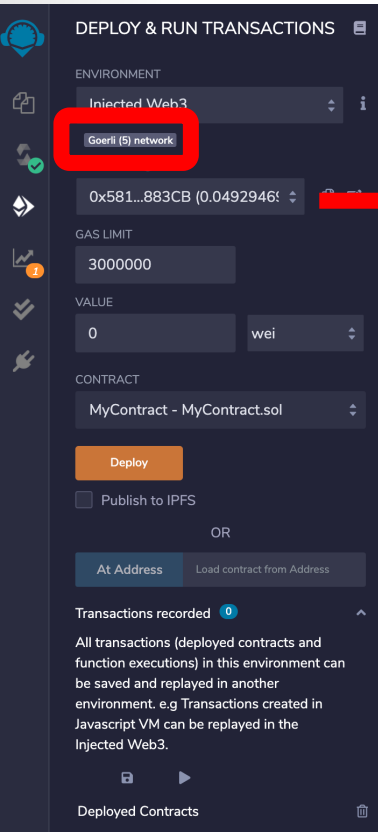 DEPLOY & RUN TRANSACTIONS
ENVIRONMENT
Injected Web3
i
Goerli (5) network
0x581...883CB (0.0492946
GAS LIMIT
3000000
VALUE
0
wei
CONTRACT
MyContract - MyContract.sol
1
Deploy
Publish to IPFS
OR
At Address
Load contract from Address
Transactions recorded 0
All transactions (deployed contracts and
function executions) in this environment can
be saved and replayed in another
environment. e.g Transactions created in
Javascript VM can be replayed in the
Injected Web3.
Deployed Contracts